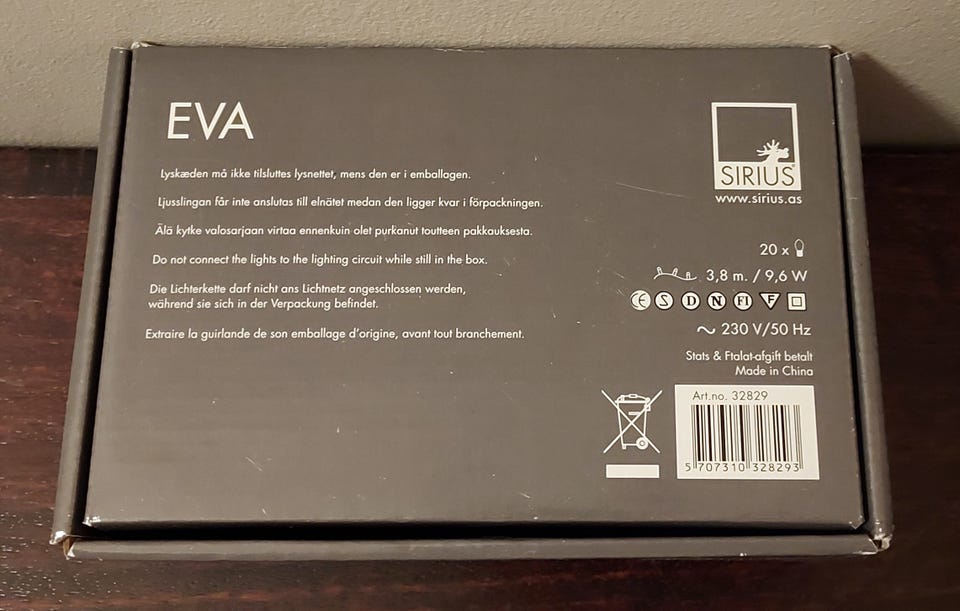 EVA
SIRIUS
www.sirius.as
Lyskæden må ikke tilsluttes lysnettet, mens den er i emballagen.
Ljusslingan får inte anslutas till elnätet medan den ligger kvar i förpackningen.
Älä kytke valosarjaan virtaa ennenkuin olet purkanut toutteen pakkauksesta.
Do not connect the lights to the lighting circuit while still in the box.
Die Lichterkette darf nicht ans Lichtnetz angeschlossen werden,
während sie sich in der Verpackung befindet.
Extraire la guirlande de son emballage d'origine, avant tout branchement.
20 x
3,8 m. / 9,6 W
CE S D N FI F
~ 230 V/50 Hz
Stats & Ftalat-afgift betalt
Made in China
Art.no. 32829
5 707310 328293